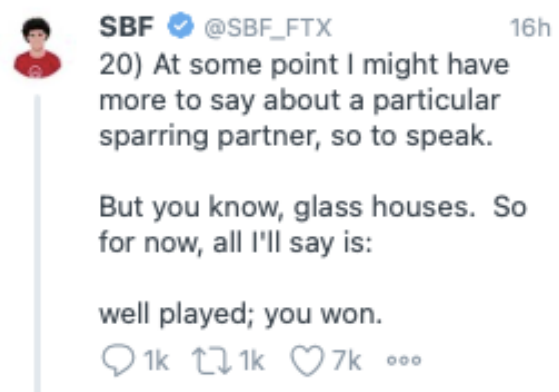 SBF @SBF_FTX 16h
20) At some point I might have
more to say about a particular
sparring partner, so to speak.
But you know, glass houses.  So
for now, all I'll say is:
well played; you won.
1k 1k 7k